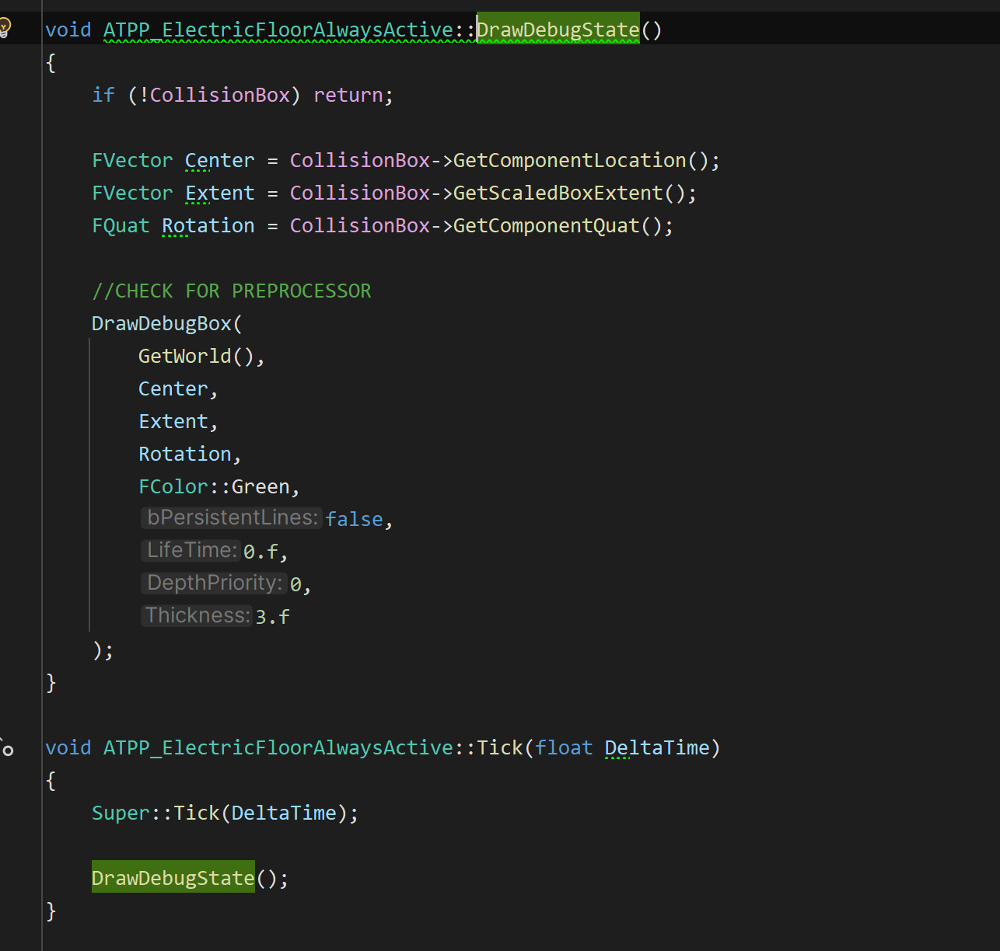 void ATPP_ElectricFloorAlwaysActive::DrawDebugState()
{
if (!CollisionBox) return;
FVector Center = CollisionBox->GetComponentLocation();
FVector Extent = CollisionBox->GetScaledBoxExtent();
FQuat Rotation = CollisionBox->GetComponentQuat();
//CHECK FOR PREPROCESSOR
DrawDebugBox(
GetWorld(),
Center,
Extent,
Rotation,
FColor::Green,
bPersistentLines: false,
LifeTime: 0.f,
DepthPriority: 0,
Thickness: 3.f
);
}
void ATPP_ElectricFloorAlwaysActive::Tick(float DeltaTime)
{
Super::Tick(DeltaTime);
DrawDebugState();
}